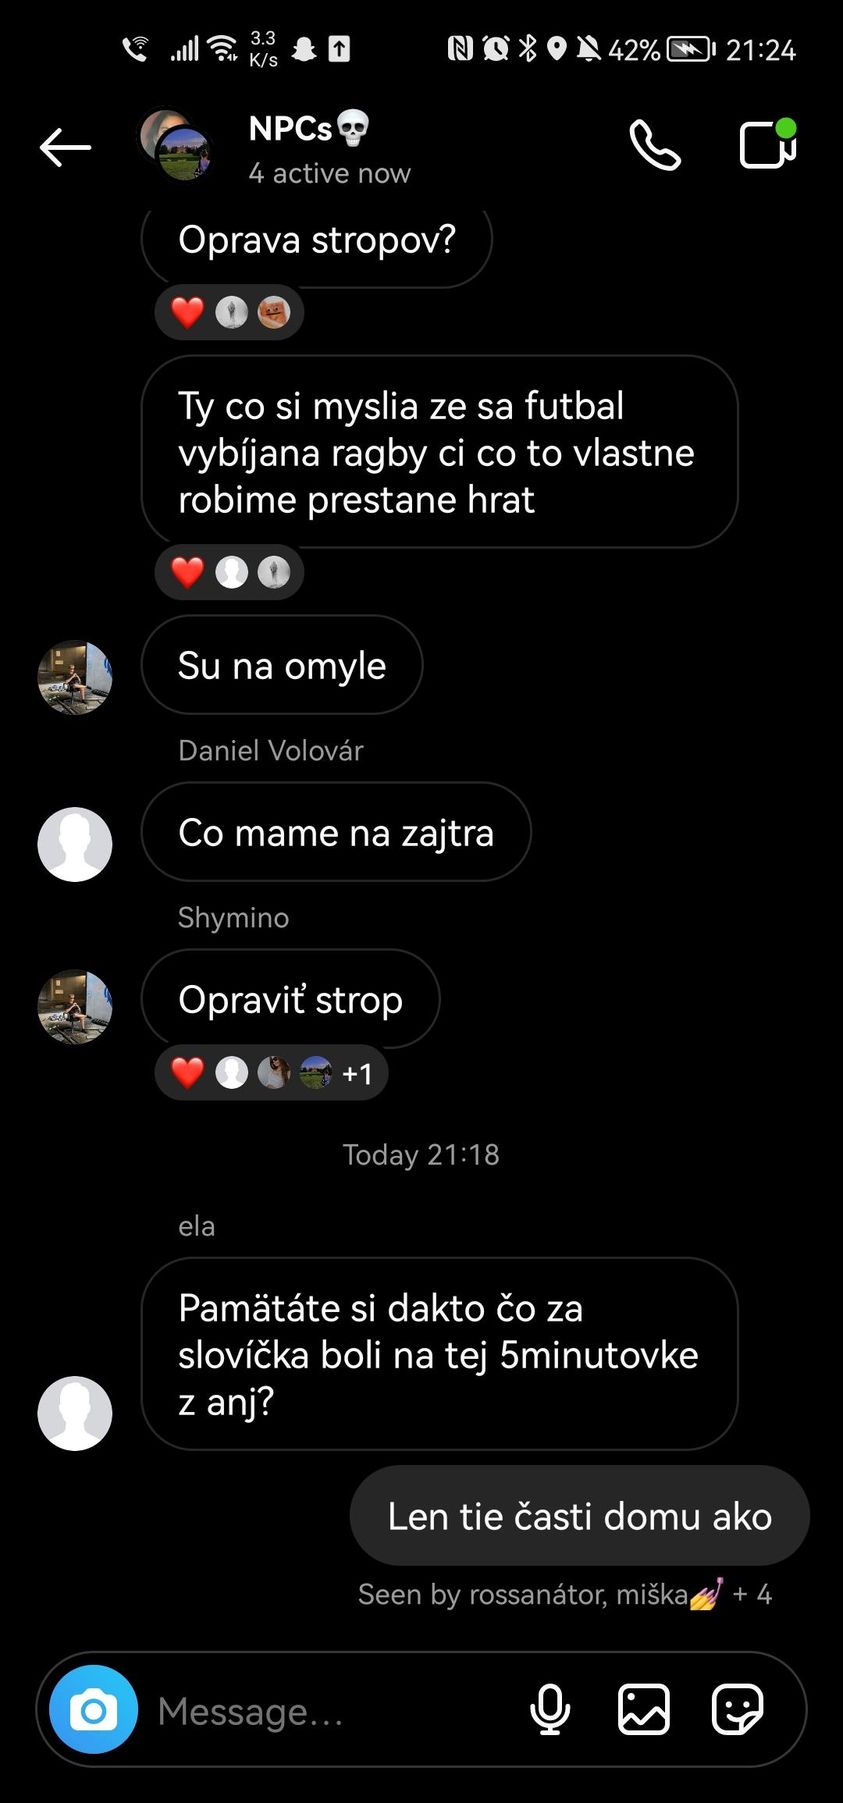 3.3
K/s
42%
21:24
NPCs💀
4 active now
Oprava stropov?
Ty co si myslia ze sa futbal
vybíjana ragby ci co to vlastne
robime prestane hrat
Su na omyle
Daniel Volovár
Co mame na zajtra
Shymino
Opraviť strop
+1
Today 21:18
ela
Pamätáte si dakto čo za
slovíčka boli na tej 5minutovke
z anj?
Len tie časti domu ako
Seen by rossanátor, miška💅 + 4
Message...